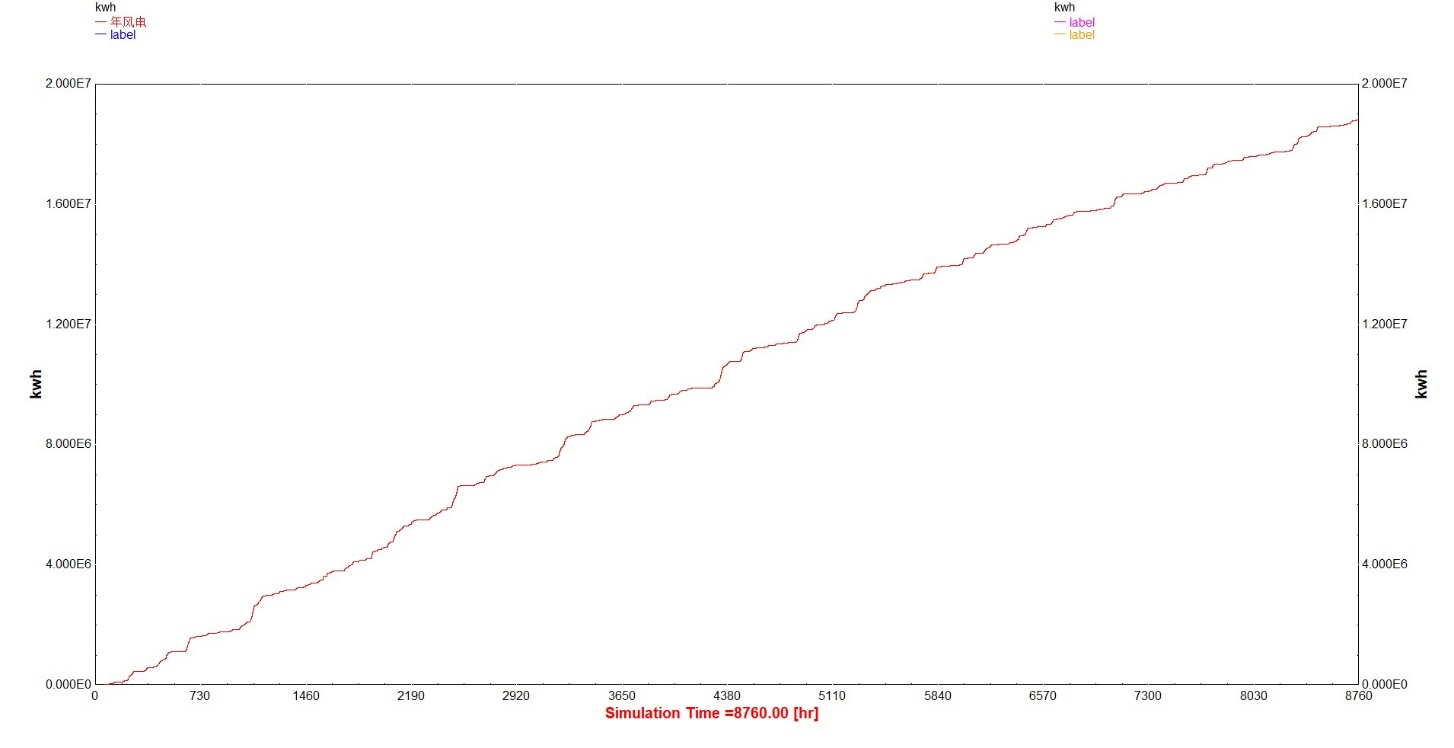 kwh
年风电
label
kwh
label
label
2.000E7
2.000E7
1.600E7
1.600E7
1.200E7
1.200E7
kwh
kwh
8.000E6
8.000E6
4.000E6
4.000E6
0.000E0
0.000E0
0 730 1460 2190 2920 3650 4380 5110 5840 6570 7300 8030 8760
Simulation Time =8760.00 [hr]